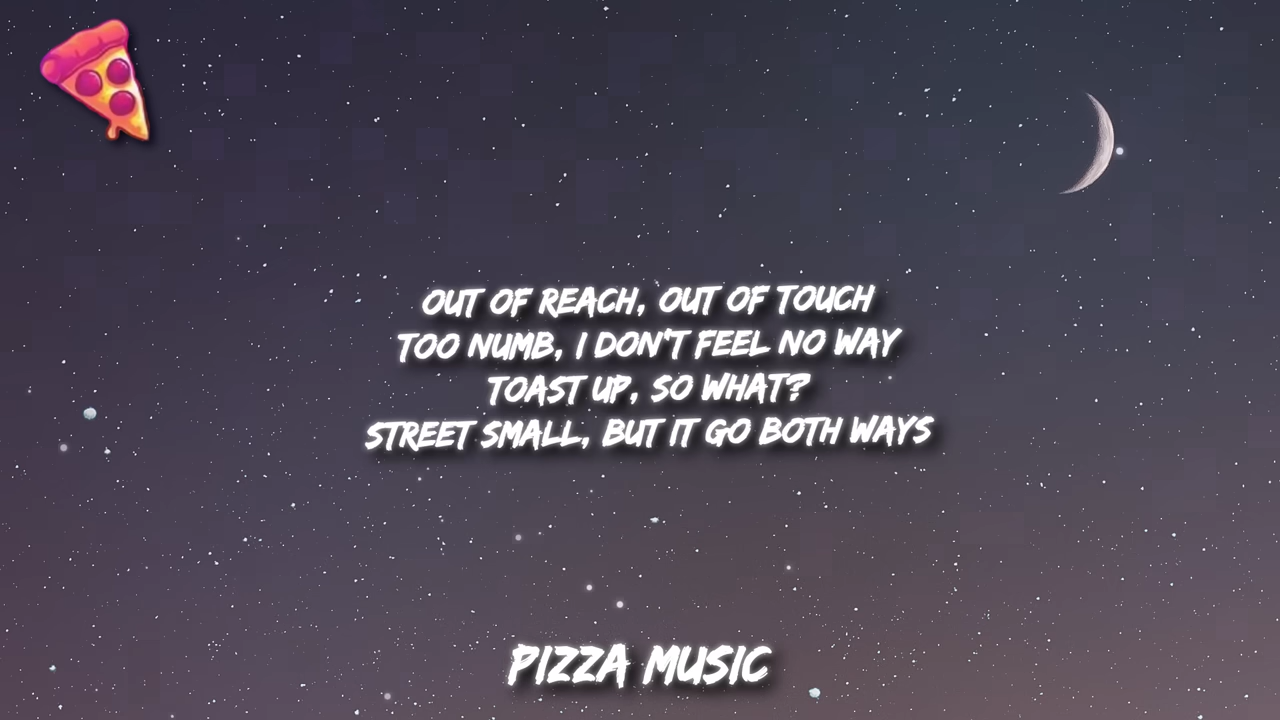 OUT OF REACH, OUT OF TOUCH
TOO NUMB, I DON'T FEEL NO WAY
TOAST UP, SO WHAT?
STREET SMALL, BUT IT GO BOTH WAYS
PIZZA MUSIC